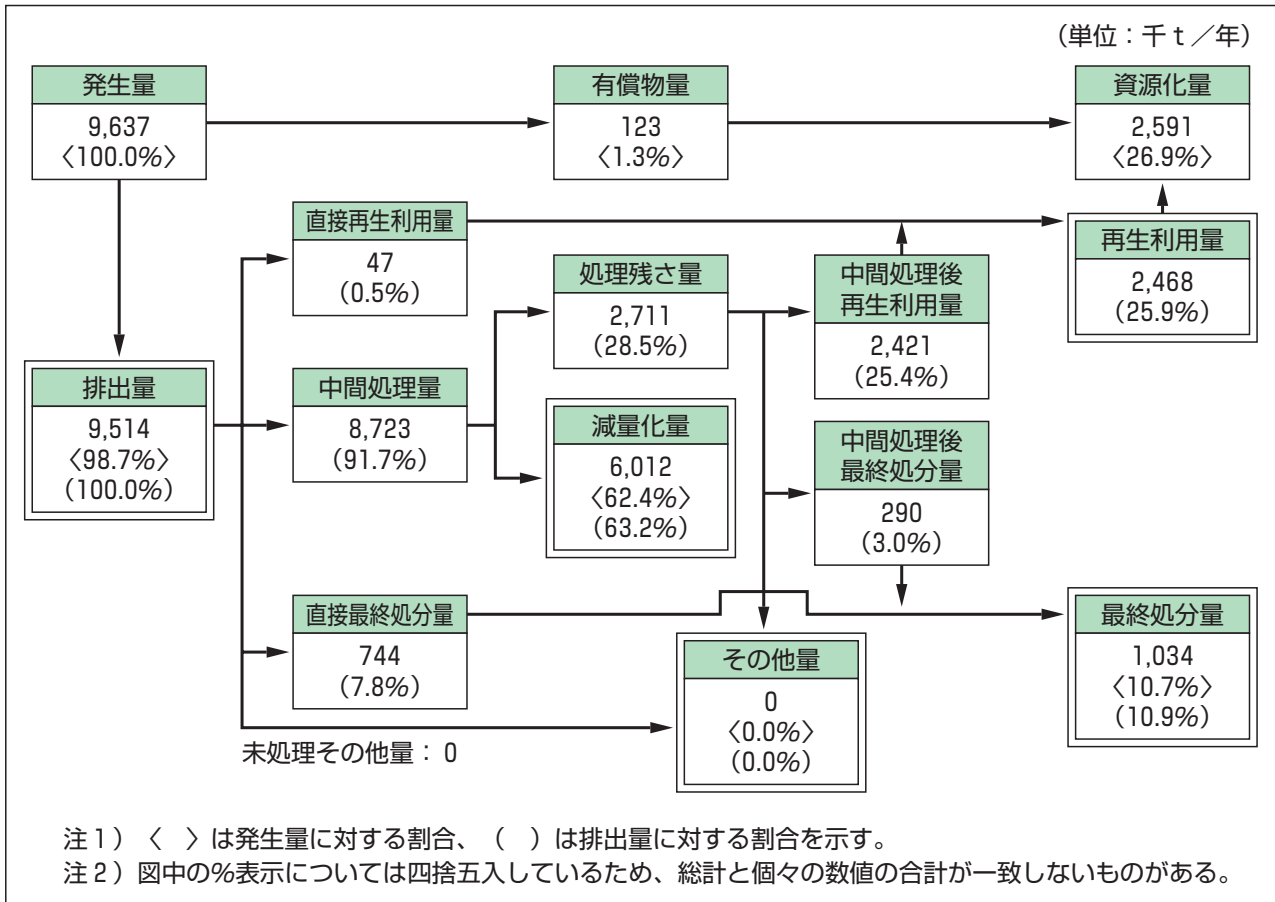 (単位:千t/年)
発生量
9,637
〈100.0%〉
有償物量
123
〈1.3%〉
資源化量
2,591
〈26.9%〉
直接再生利用量
47
(0.5%)
処理残さ量
2,711
(28.5%)
中間処理後
再生利用量
2,421
(25.4%)
再生利用量
2,468
(25.9%)
排出量
9,514
〈98.7%〉
(100.0%)
中間処理量
8,723
(91.7%)
減量化量
6,012
〈62.4%〉
(63.2%)
中間処理後
最終処分量
290
(3.0%)
直接最終処分量
744
(7.8%)
その他量
0
〈0.0%〉
(0.0%)
最終処分量
1,034
〈10.7%〉
(10.9%)
未処理その他量:0
注1)〈 〉は発生量に対する割合、( )は排出量に対する割合を示す。
注2)図中の%表示については四捨五入しているため、総計と個々の数値の合計が一致しないものがある。